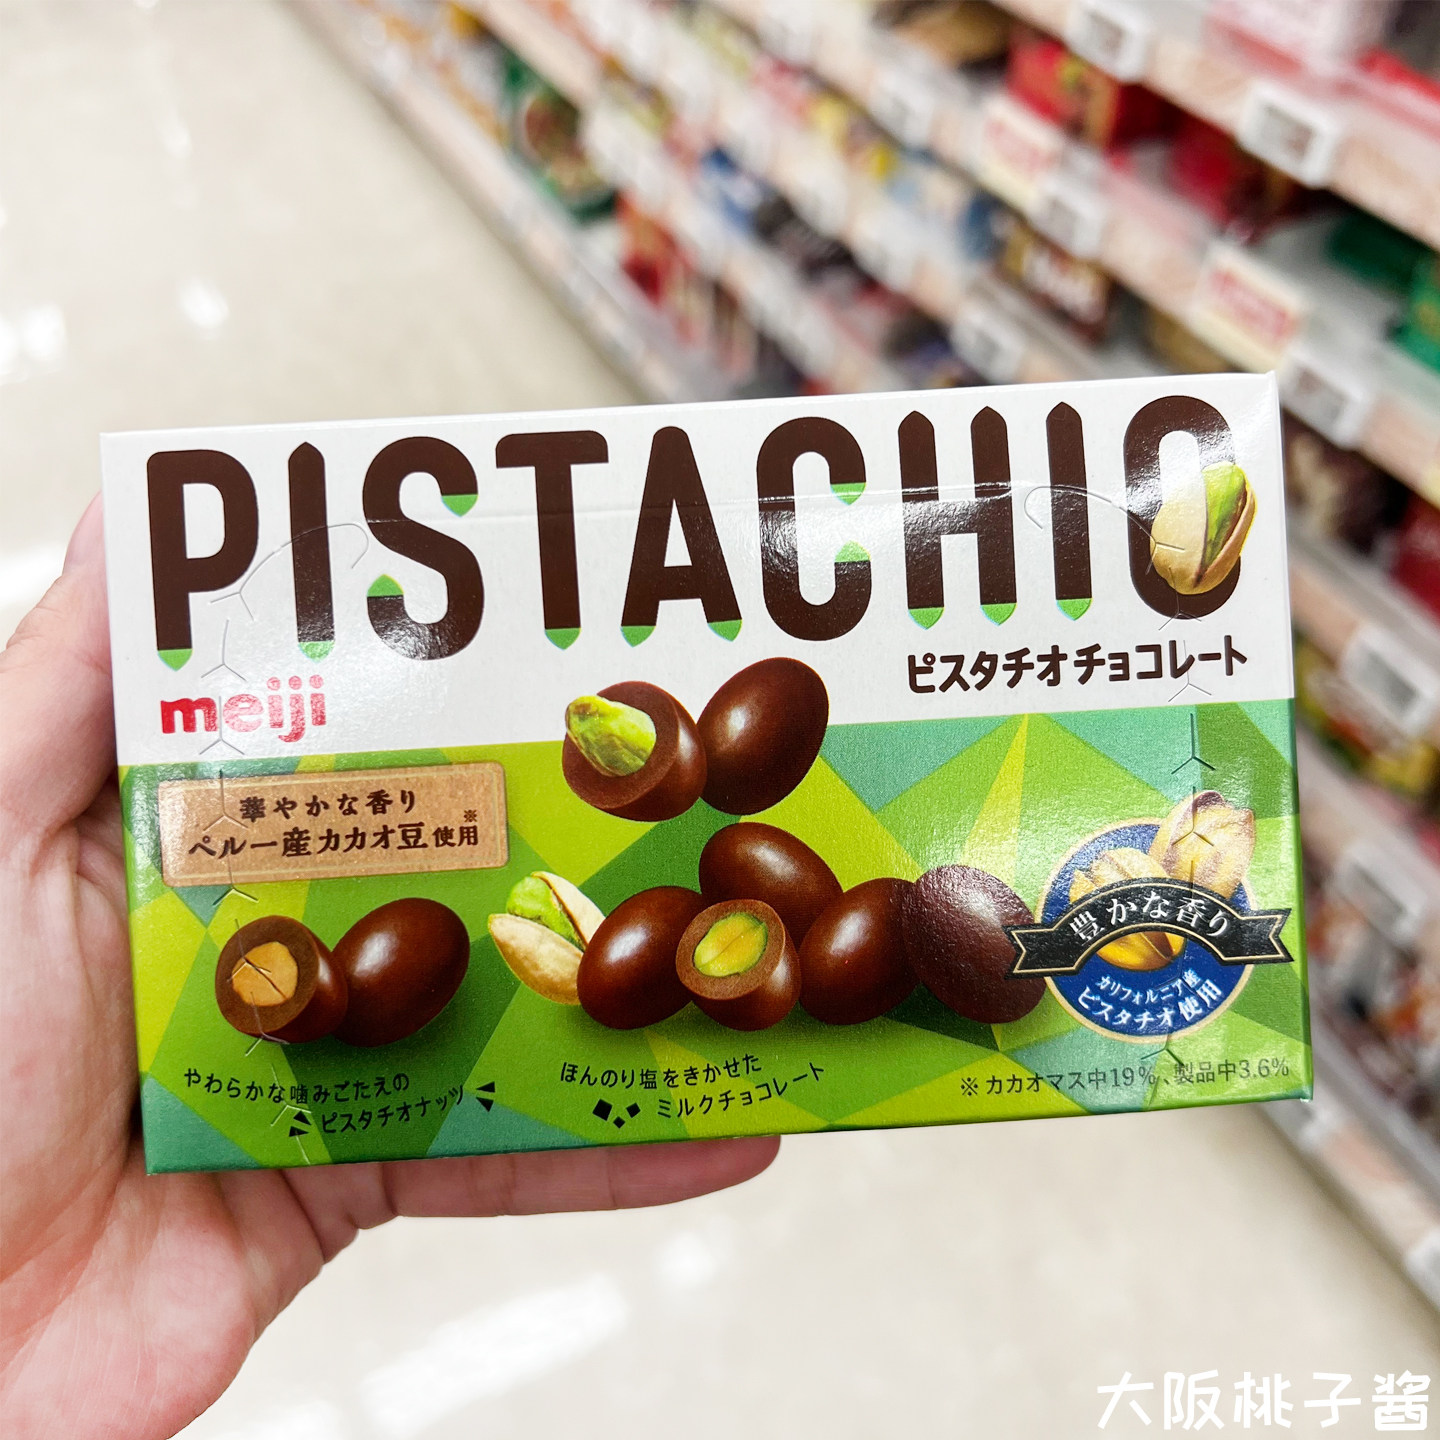 PISTACHIO
ピスタチオチョコレート
meiji
華やかな香り
ペルー産カカオ豆使用※
豊かな香り
カリフォルニア産
ピスタチオ使用
やわらかな噛みごたえの
ピスタチオナッツ
ほんのり塩をきかせた
ミルクチョコレート
※カカオマス中19%、製品中3.6%
大阪桃子酱